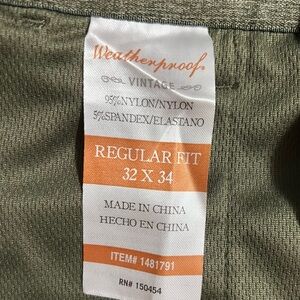 Weatherproof
VINTAGE
95%NYLON/NYLON
5%SPANDEX/ELASTANO
REGULAR FIT
32 X 34
MADE IN CHINA
HECHO EN CHINA
ITEM# 1481791
RN# 150454